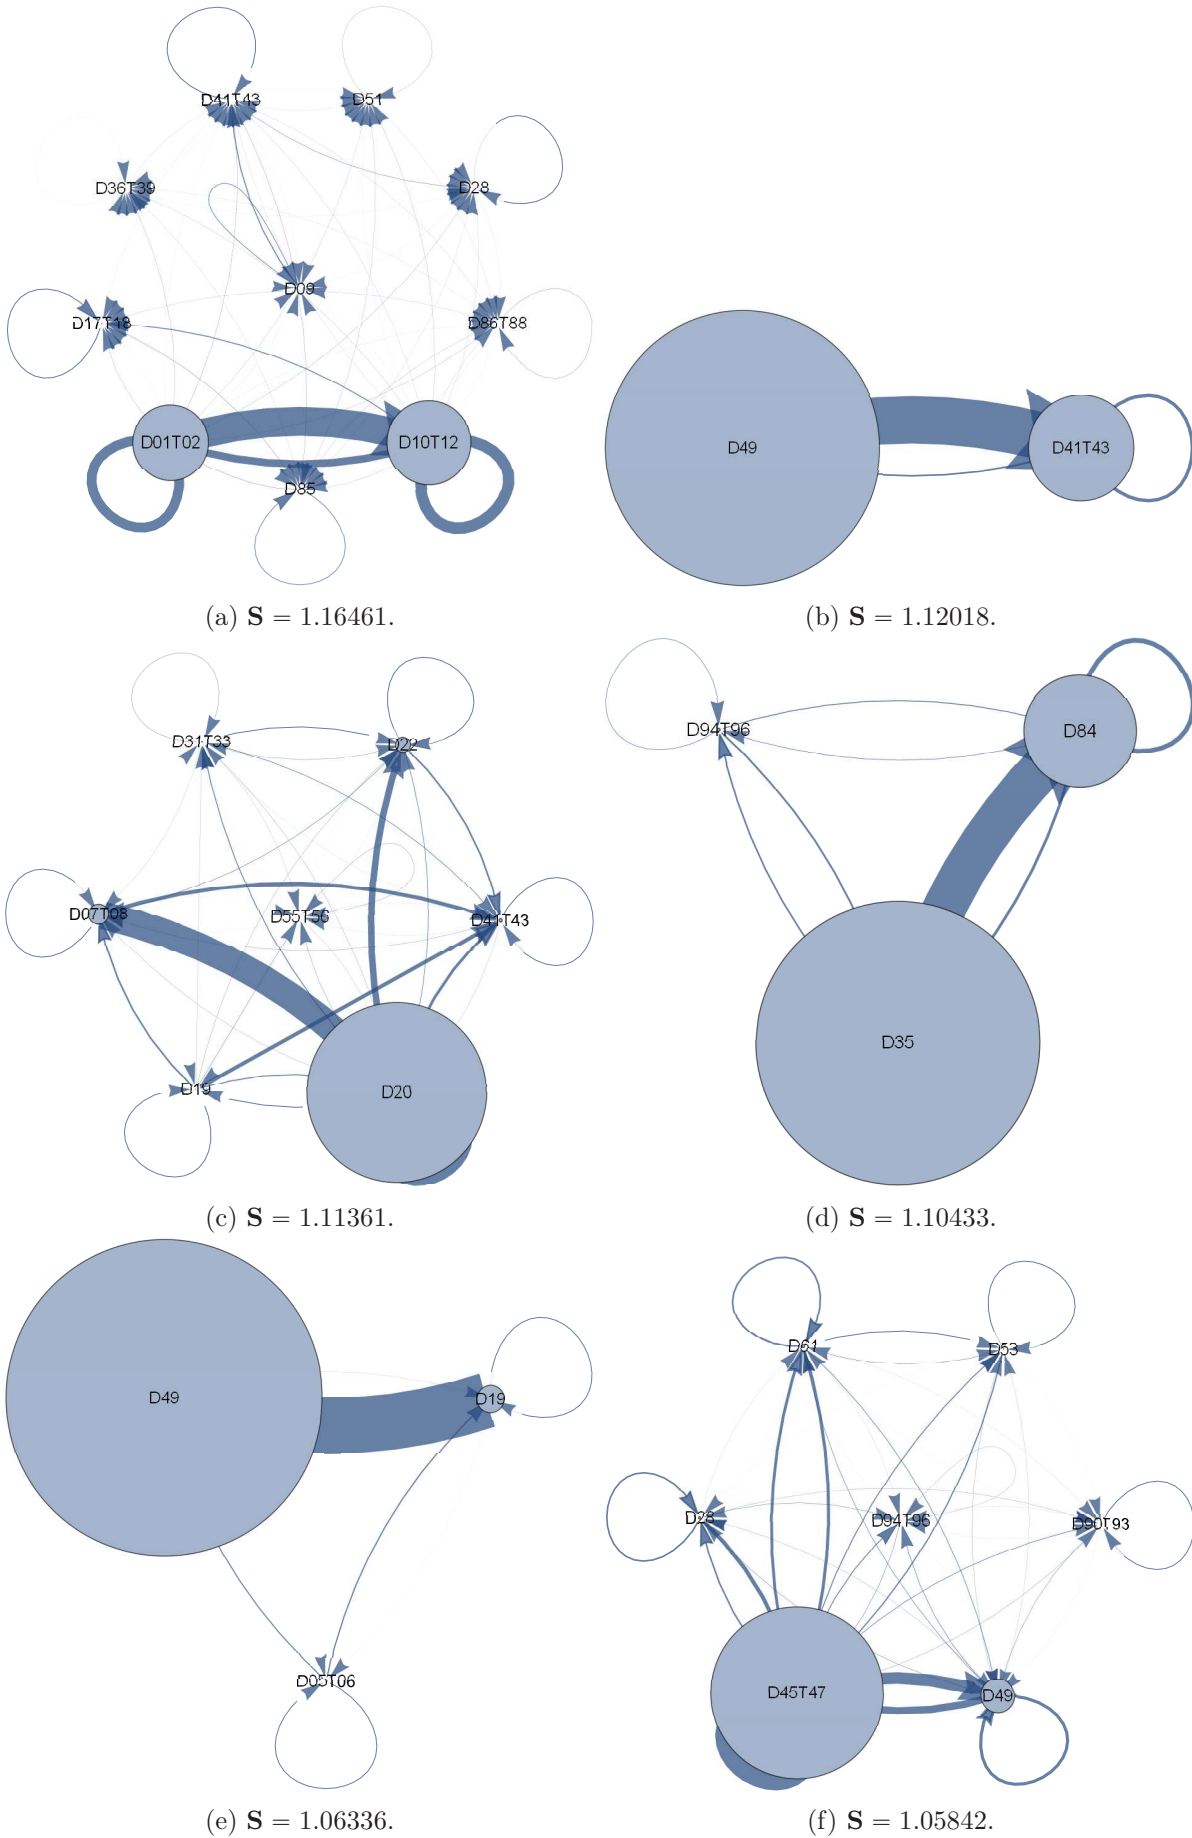 D41T43 D51
D36T39 D28
D09
D17T18 D86T88
D01T02 D10T12
D85
D49 D41T43
(a) S = 1.16461.
(b) S = 1.12018.
D31T33 D22
D07T08 D55T56 D41T43
D19 D20
D94T96 D84
D35
(c) S = 1.11361.
(d) S = 1.10433.
D49 D19
D05T06
D61 D53
D28 D94T96 D90T93
D45T47 D49
(e) S = 1.06336.
(f) S = 1.05842.